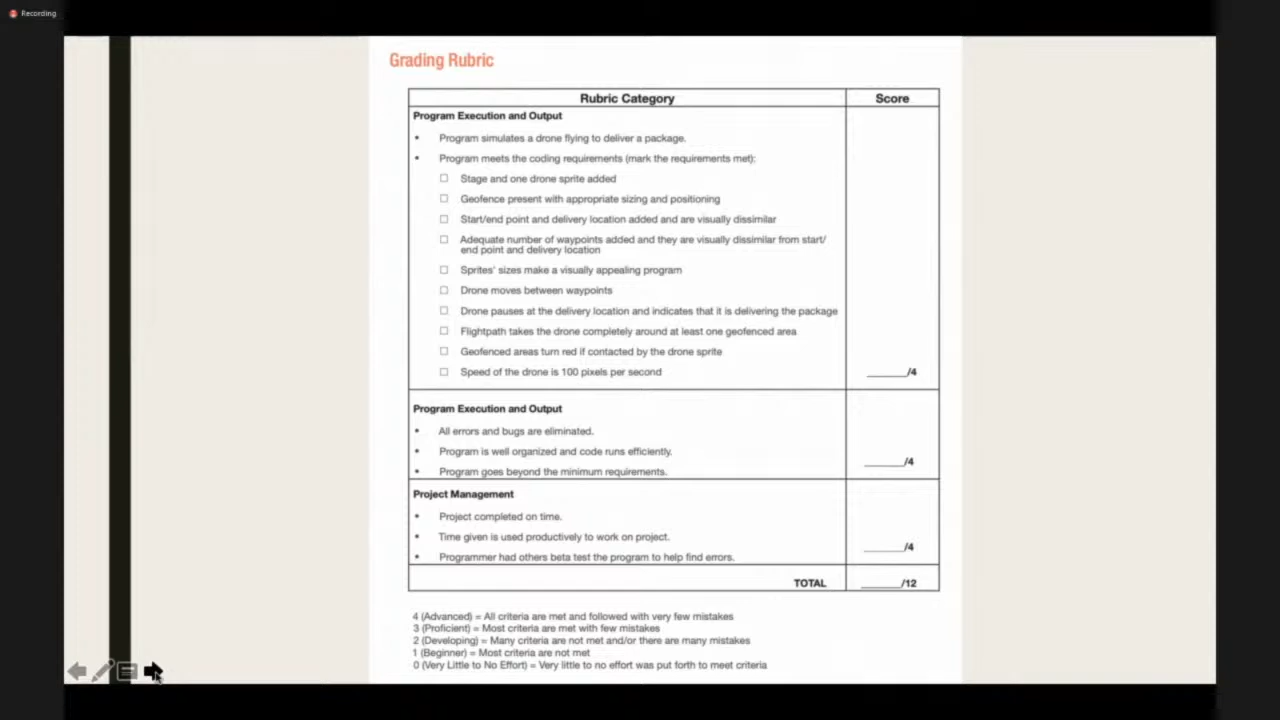 Recording
Grading Rubric
Rubric Category Score
Program Execution and Output
• Program simulates a drone flying to deliver a package.
• Program meets the coding requirements (mark the requirements met):
☐ Stage and one drone sprite added
☐ Geofence present with appropriate sizing and positioning
☐ Start/end point and delivery location added and are visually dissimilar
☐ Adequate number of waypoints added and they are visually dissimilar from start/
end point and delivery location
☐ Sprites' sizes make a visually appealing program
☐ Drone moves between waypoints
☐ Drone pauses at the delivery location and indicates that it is delivering the package
☐ Flightpath takes the drone completely around at least one geofenced area
☐ Geofenced areas turn red if contacted by the drone sprite
☐ Speed of the drone is 100 pixels per second ______/4
Program Execution and Output
• All errors and bugs are eliminated.
• Program is well organized and code runs efficiently.
______/4
• Program goes beyond the minimum requirements.
Project Management
• Project completed on time.
• Time given is used productively to work on project.
______/4
• Programmer had others beta test the program to help find errors.
TOTAL ______/12
4 (Advanced) = All criteria are met and followed with very few mistakes
3 (Proficient) = Most criteria are met with few mistakes
2 (Developing) = Many criteria are not met and/or there are many mistakes
1 (Beginner) = Most criteria are not met
0 (Very Little to No Effort) = Very little to no effort was put forth to meet criteria